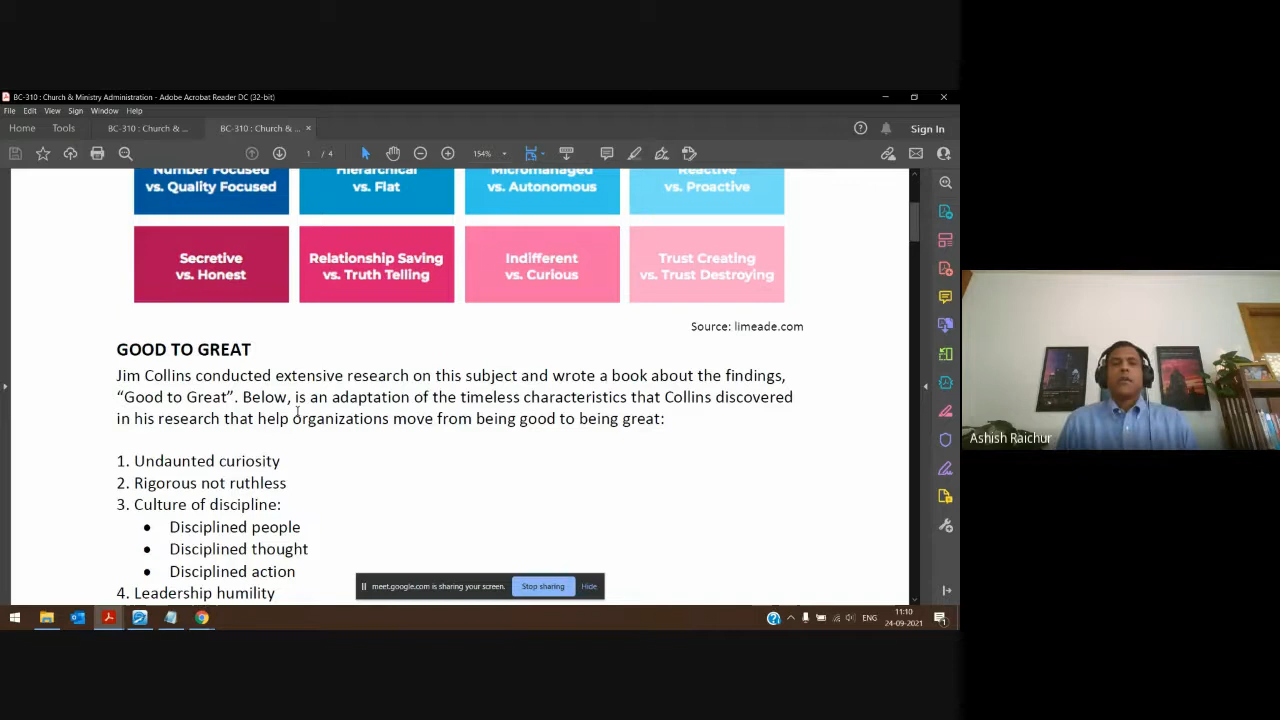 BC-310 : Church & Ministry Administration - Adobe Acrobat Reader DC (32-bit)
File Edit View Sign Window Help
Home Tools BC-310 : Church & ... BC-310 : Church & ... × Sign In
1 / 4 154%
Number Focused
vs. Quality Focused
Hierarchical
vs. Flat
Micromanaged
vs. Autonomous
Reactive
vs. Proactive
Secretive
vs. Honest
Relationship Saving
vs. Truth Telling
Indifferent
vs. Curious
Trust Creating
vs. Trust Destroying
Source: limeade.com
GOOD TO GREAT
Jim Collins conducted extensive research on this subject and wrote a book about the findings,
“Good to Great”. Below, is an adaptation of the timeless characteristics that Collins discovered
in his research that help organizations move from being good to being great:
1. Undaunted curiosity
2. Rigorous not ruthless
3. Culture of discipline:
• Disciplined people
• Disciplined thought
• Disciplined action
4. Leadership humility
meet.google.com is sharing your screen. Stop sharing Hide
ENG
11:10
24-09-2021
Ashish Raichur